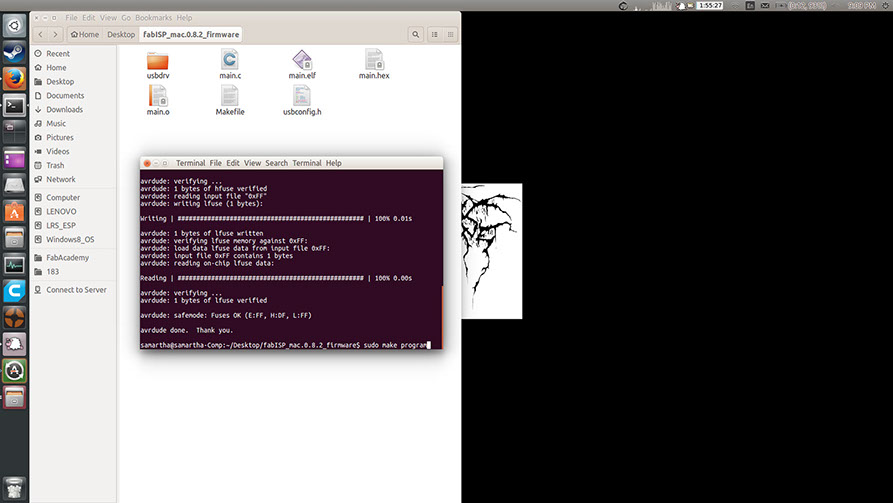 File Edit View Go Bookmarks Help
1:55:27
En
9:09 PM
Home Desktop fabISP_mac.0.8.2_firmware
Recent
Home
Desktop
Documents
Downloads
Music
Pictures
Videos
Trash
Network
Computer
LENOVO
LRS_ESP
Windows8_OS
FabAcademy
183
Connect to Server
usbdrv
main.c
main.elf
main.hex
main.o
Makefile
usbconfig.h
Terminal File Edit View Search Terminal Help
avrdude: verifying ...
avrdude: 1 bytes of hfuse verified
avrdude: reading input file "0xFF"
avrdude: writing lfuse (1 bytes):
Writing | ################################################## | 100% 0.01s
avrdude: 1 bytes of lfuse written
avrdude: verifying lfuse memory against 0xFF:
avrdude: load data lfuse data from input file 0xFF:
avrdude: input file 0xFF contains 1 bytes
avrdude: reading on-chip lfuse data:
Reading | ################################################## | 100% 0.00s
avrdude: verifying ...
avrdude: 1 bytes of lfuse verified
avrdude: safemode: Fuses OK (E:FF, H:DF, L:FF)
avrdude done.  Thank you.
samartha@samartha-Comp:~/Desktop/fabISP_mac.0.8.2_firmware$ sudo make program